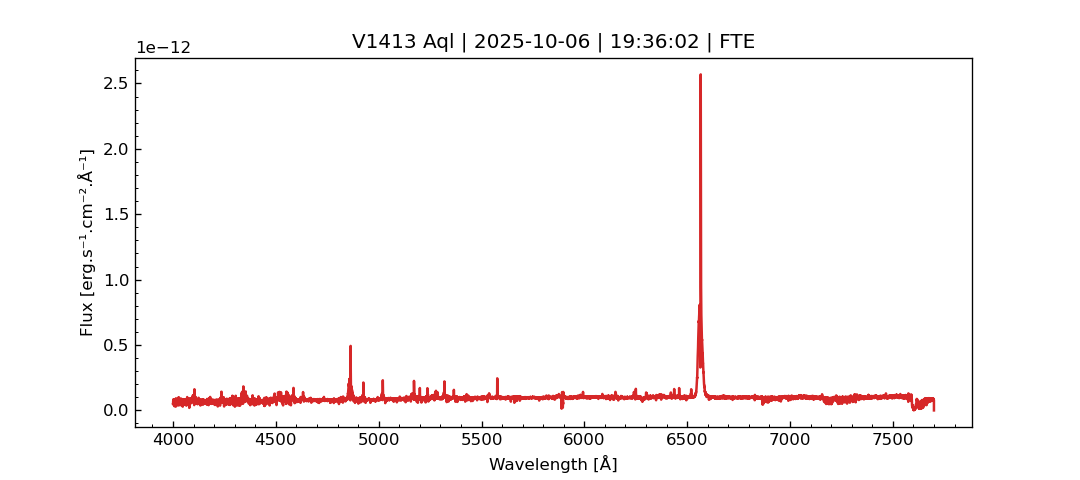 V1413 Aql | 2025-10-06 | 19:36:02 | FTE
1e−12
2.5
2.0
1.5
1.0
0.5
0.0
Flux [erg.s⁻¹.cm⁻².Å⁻¹]
4000 4500 5000 5500 6000 6500 7000 7500
Wavelength [Å]